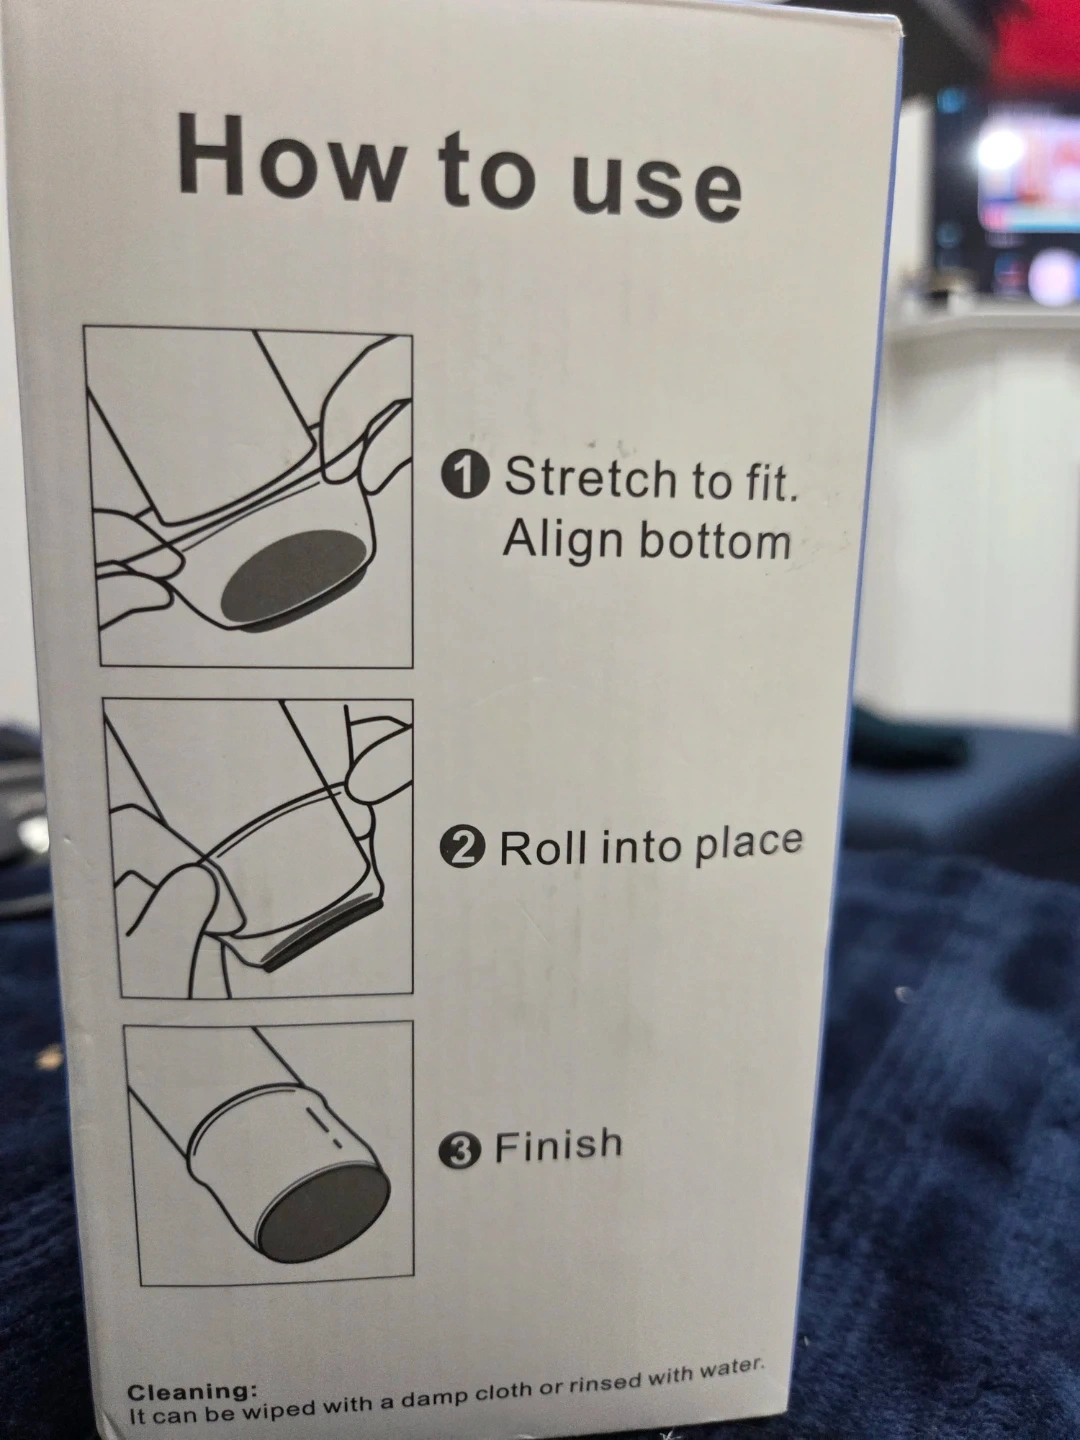 How to use
1 Stretch to fit.
Align bottom
2 Roll into place
3 Finish
Cleaning:
It can be wiped with a damp cloth or rinsed with water.